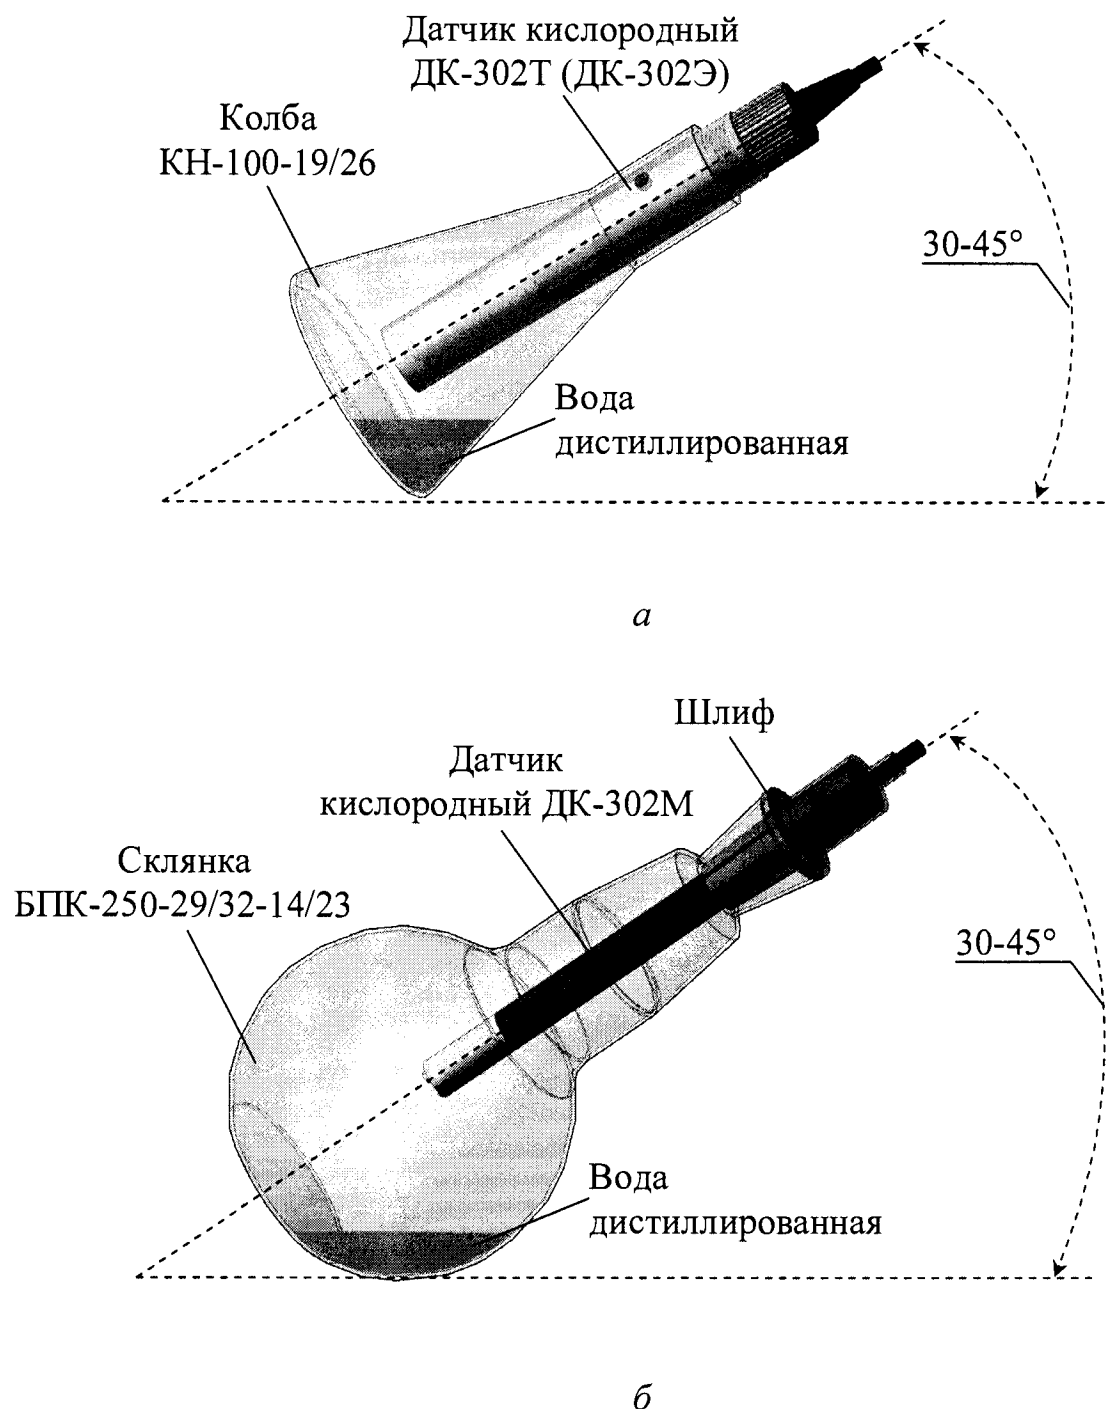 Датчик кислородный
ДК-302Т (ДК-302Э)
Колба
КН-100-19/26
30-45°
Вода
дистиллированная
а
Шлиф
Датчик
кислородный ДК-302М
Склянка
БПК-250-29/32-14/23
30-45°
Вода
дистиллированная
б